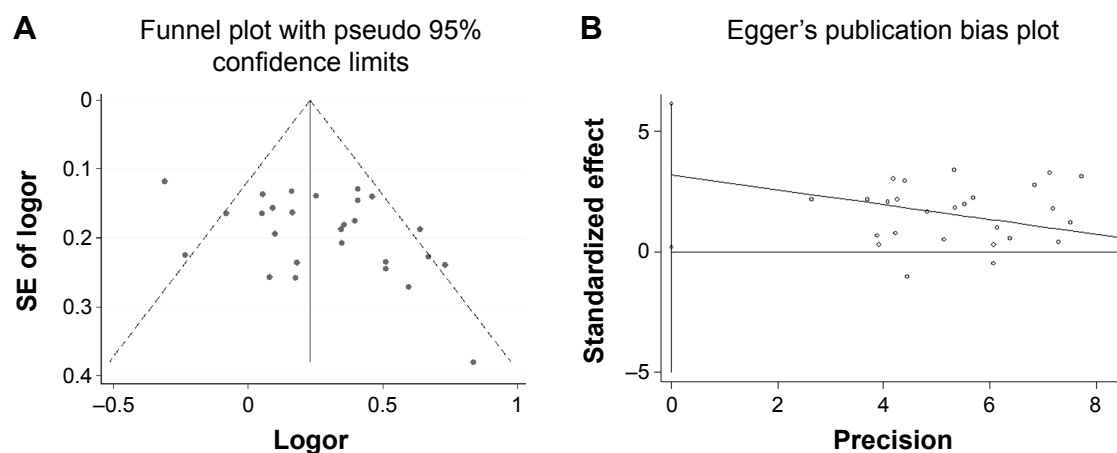 A
Funnel plot with pseudo 95%
confidence limits
SE of logor
0
0.1
0.2
0.3
0.4
–0.5
0
0.5
1
Logor
B
Egger’s publication bias plot
Standardized effect
5
0
–5
0
2
4
6
8
Precision